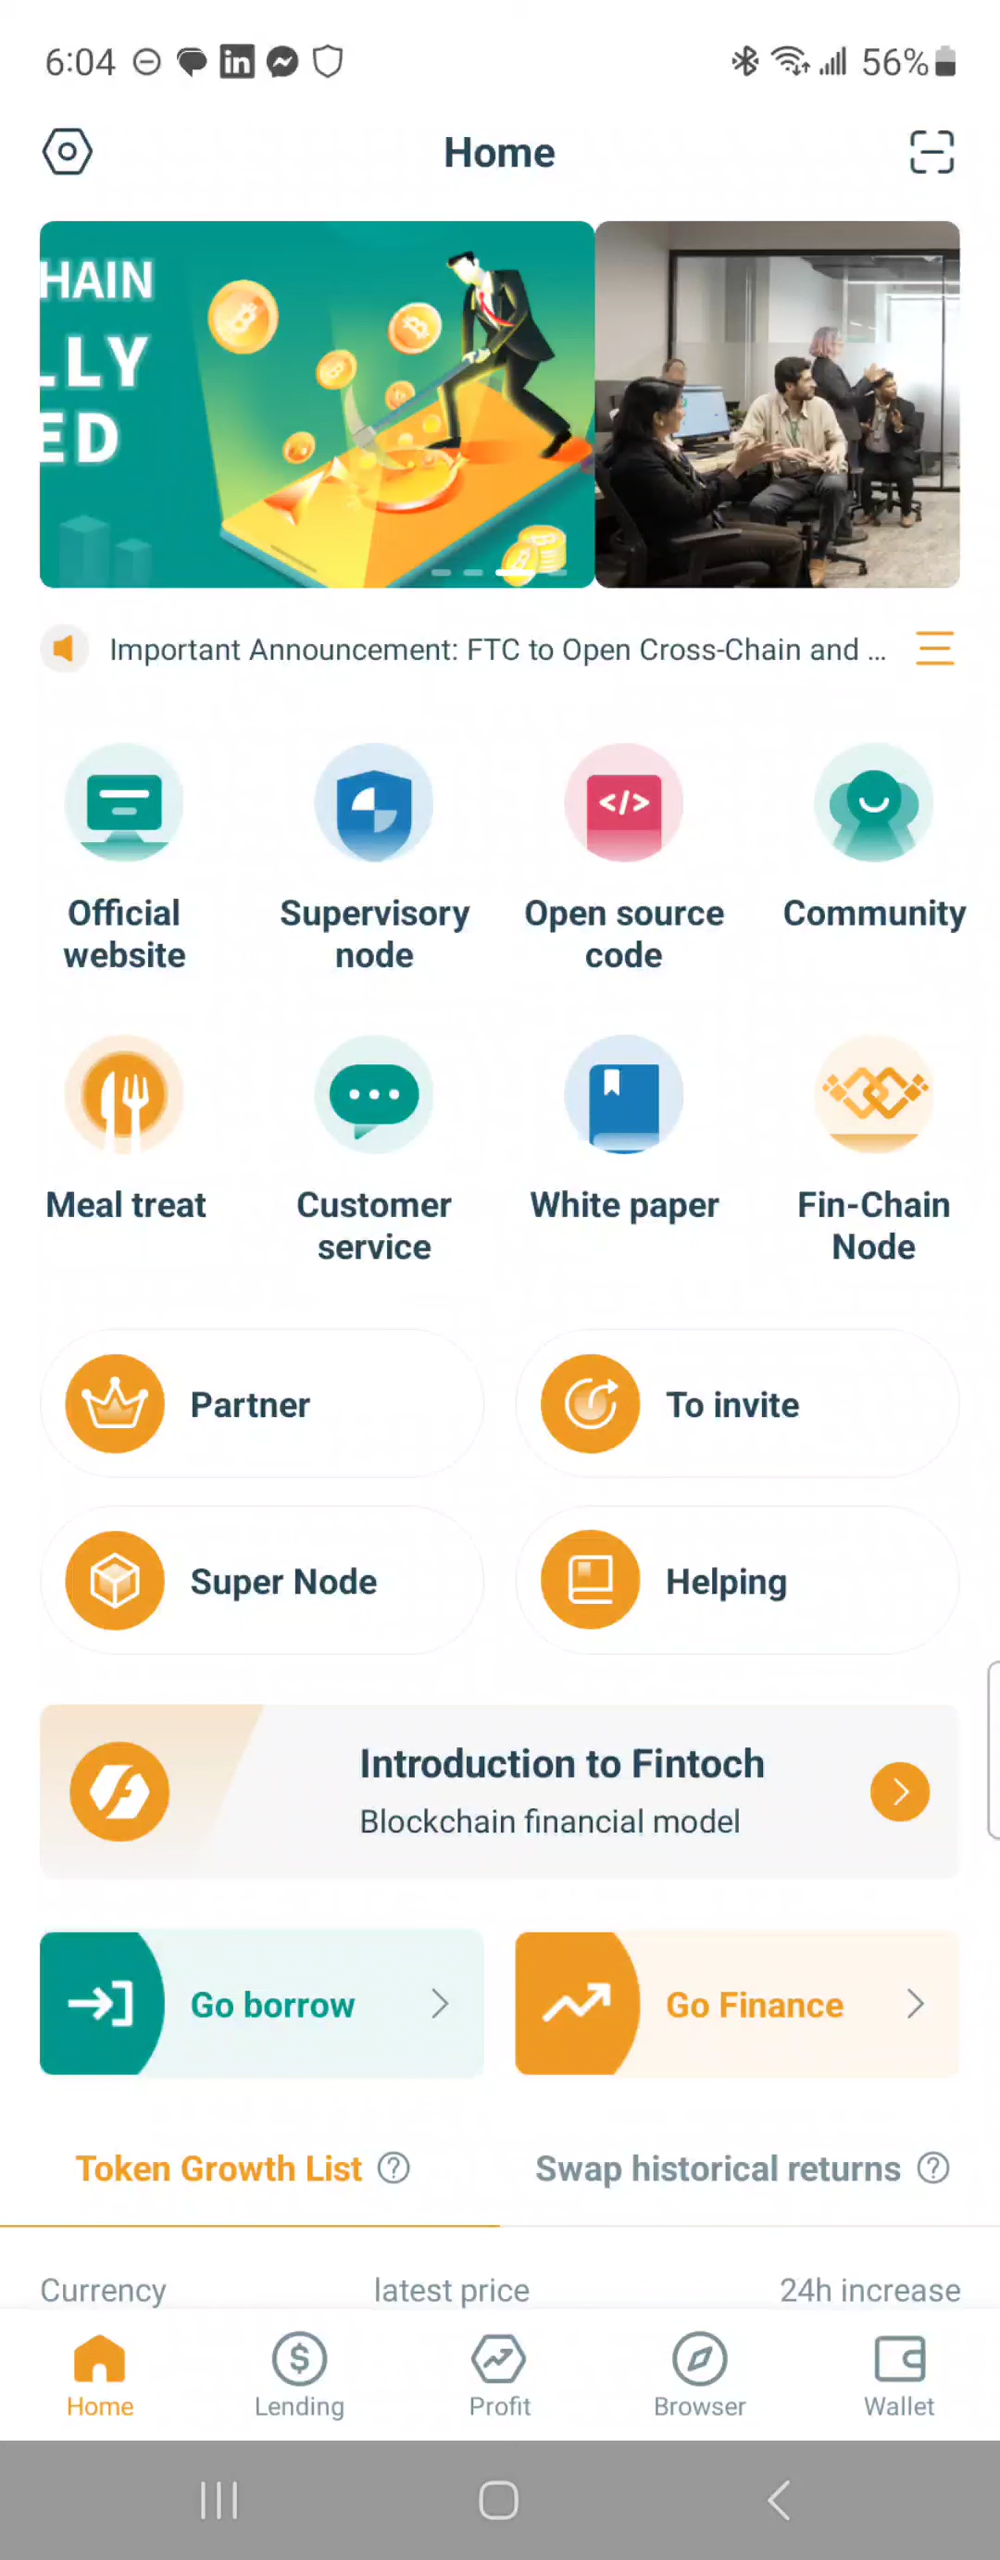 6:04
56%
Home
HAIN
LLY
ED
Important Announcement: FTC to Open Cross-Chain and ...
Official website
Supervisory node
Open source code
Community
Meal treat
Customer service
White paper
Fin-Chain Node
Partner
To invite
Super Node
Helping
Introduction to Fintoch
Blockchain financial model
Go borrow
Go Finance
Token Growth List
Swap historical returns
Currency
latest price
24h increase
Home
Lending
Profit
Browser
Wallet